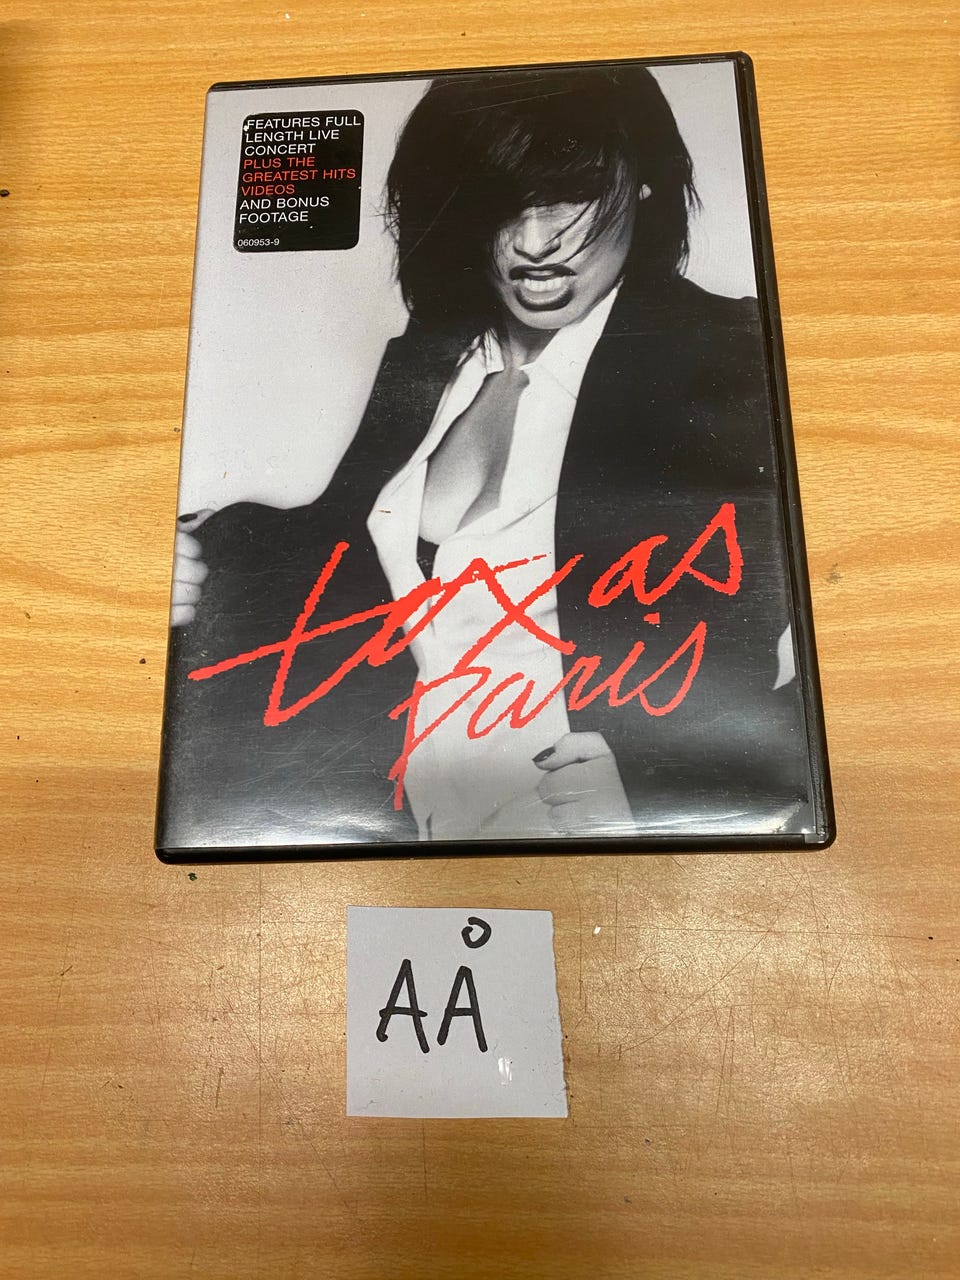 FEATURES FULL
LENGTH LIVE
CONCERT
PLUS THE
GREATEST HITS
VIDEOS
AND BONUS
FOOTAGE
060953-9
texas
paris
AÅ